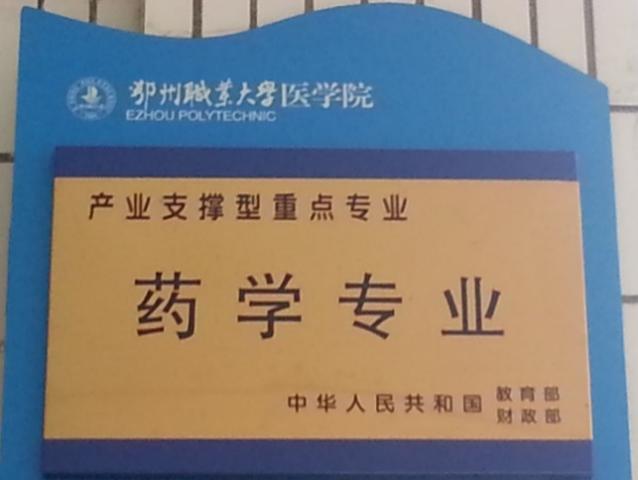 鄂州职业大学医学院
EZHOU POLYTECHNIC
产业支撑型重点专业
药学专业
中华人民共和国 教育部
财政部